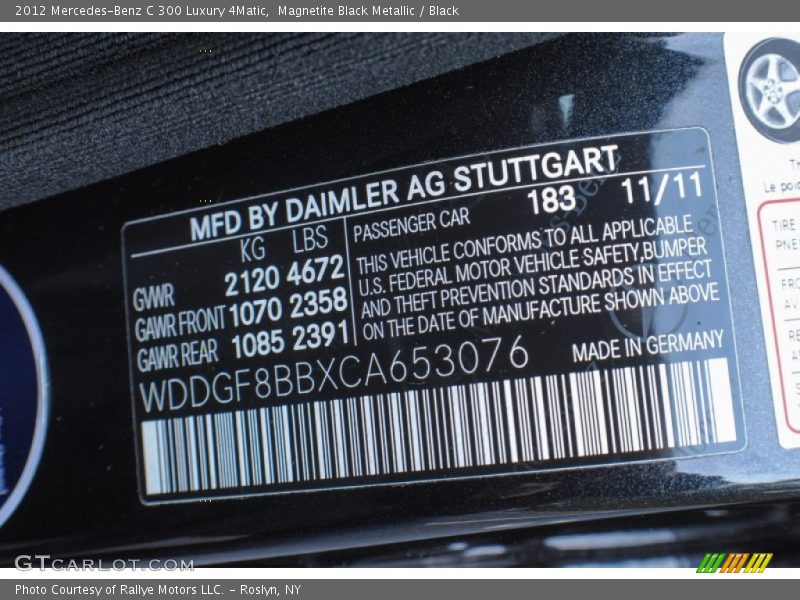 2012 Mercedes-Benz C 300 Luxury 4Matic, Magnetite Black Metallic / Black
MFD BY DAIMLER AG STUTTGART
KG LBS
GVWR 2120 4672
GAWR FRONT 1070 2358
GAWR REAR 1085 2391
PASSENGER CAR 183 11/11
THIS VEHICLE CONFORMS TO ALL APPLICABLE
U.S. FEDERAL MOTOR VEHICLE SAFETY,BUMPER
AND THEFT PREVENTION STANDARDS IN EFFECT
ON THE DATE OF MANUFACTURE SHOWN ABOVE
WDDGF8BBXCA653076
MADE IN GERMANY
Le
TIRE
GTCARLOT.COM
Photo Courtesy of Rallye Motors LLC. - Roslyn, NY